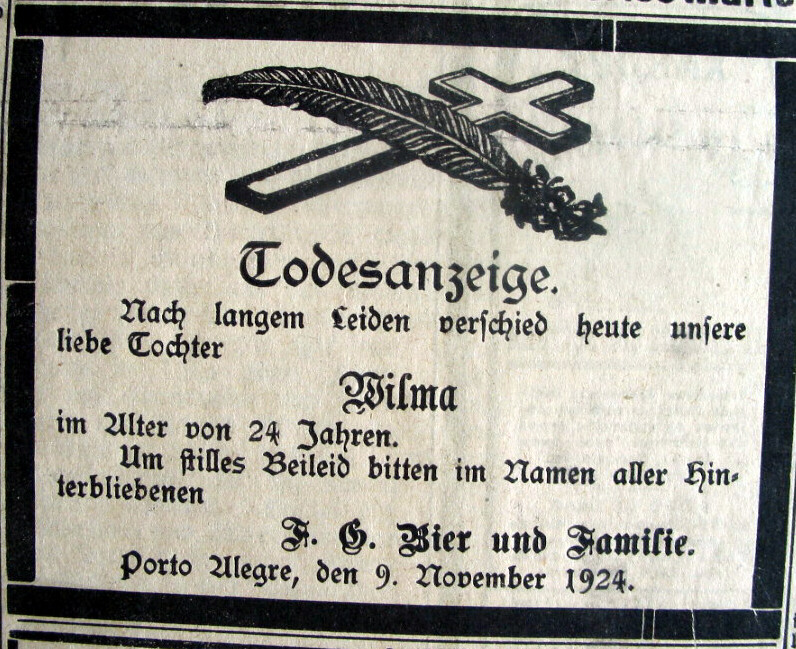 Todesanzeige.
Nach langem Leiden verschied heute unsere
liebe Tochter
Wilma
im Alter von 24 Jahren.
Um stilles Beileid bitten im Namen aller Hin-
terbliebenen
F. G. Bier und Familie.
Porto Alegre, den 9. November 1924.